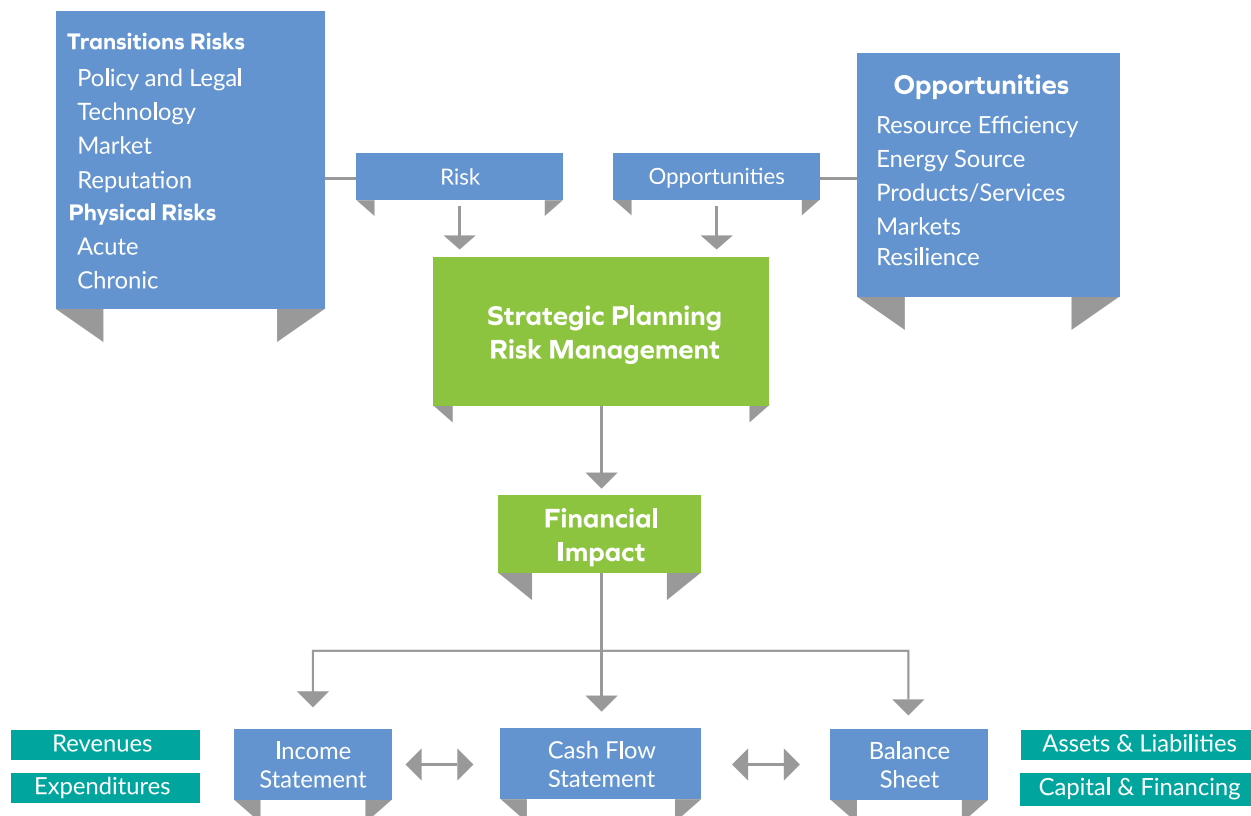 Transitions Risks
Policy and Legal
Technology
Market
Reputation
Physical Risks
Acute
Chronic
Risk
Opportunities
Opportunities
Resource Efficiency
Energy Source
Products/Services
Markets
Resilience
Strategic Planning
Risk Management
Financial
Impact
Revenues
Expenditures
Income
Statement
Cash Flow
Statement
Balance
Sheet
Assets & Liabilities
Capital & Financing